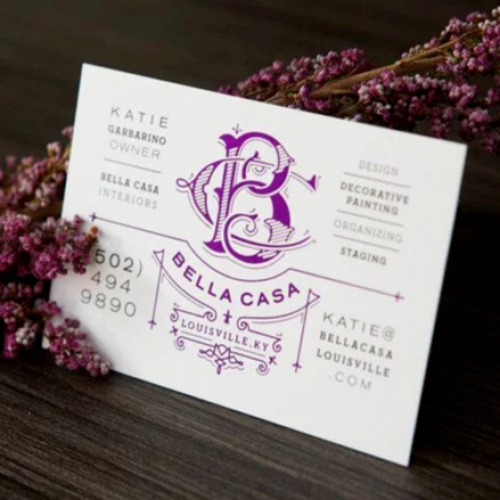 KATIE
GARBARINO
OWNER
BELLA CASA
INTERIORS
BC
DESIGN
DECORATIVE
PAINTING
ORGANIZING
STAGING
(502)
494
9890
BELLA CASA
LOUISVILLE, KY
KATIE@
BELLACASA
LOUISVILLE
.COM